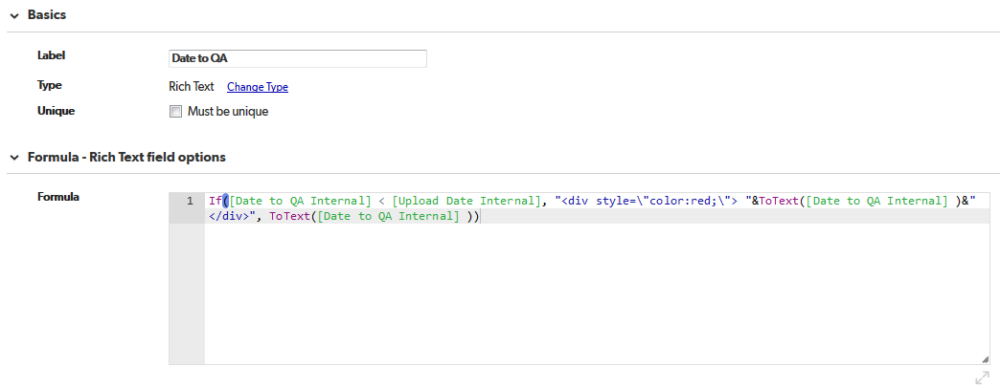 Basics
Label Date to QA
Type Rich Text Change Type
Unique Must be unique
Formula - Rich Text field options
Formula
1 If([Date to QA Internal] < [Upload Date Internal], "<div style=\"color:red;\"> "&ToText([Date to QA Internal] )&"
</div>", ToText([Date to QA Internal] ))